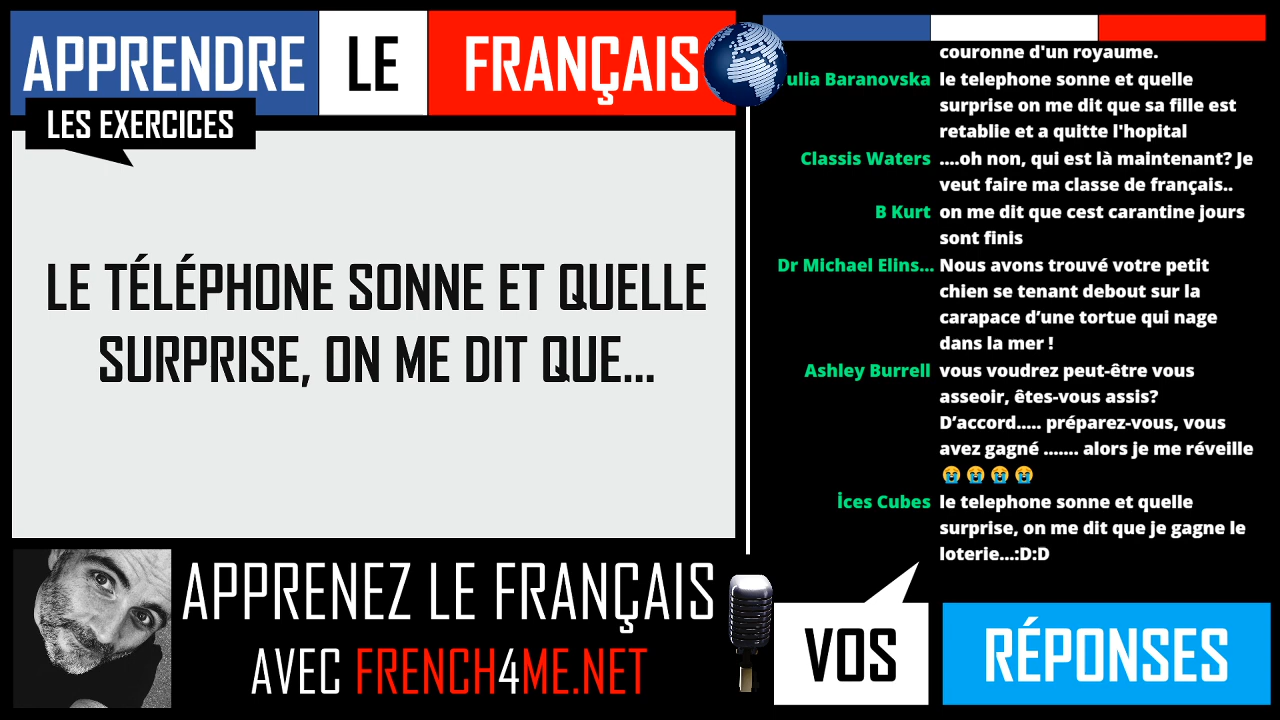 APPRENDRE LE FRANÇAIS
LES EXERCICES
LE TÉLÉPHONE SONNE ET QUELLE
SURPRISE, ON ME DIT QUE...
APPRENEZ LE FRANÇAIS
AVEC FRENCH4ME.NET
couronne d'un royaume.
ulia Baranovska le telephone sonne et quelle
surprise on me dit que sa fille est
retablie et a quitte l'hopital
Classis Waters ....oh non, qui est là maintenant? Je
veut faire ma classe de français..
B Kurt on me dit que cest carantine jours
sont finis
Dr Michael Elins... Nous avons trouvé votre petit
chien se tenant debout sur la
carapace d’une tortue qui nage
dans la mer !
Ashley Burrell vous voudrez peut-être vous
asseoir, êtes-vous assis?
D’accord..... préparez-vous, vous
avez gagné ....... alors je me réveille
😭😭😭😭
İces Cubes le telephone sonne et quelle
surprise, on me dit que je gagne le
loterie...:D:D
VOS RÉPONSES